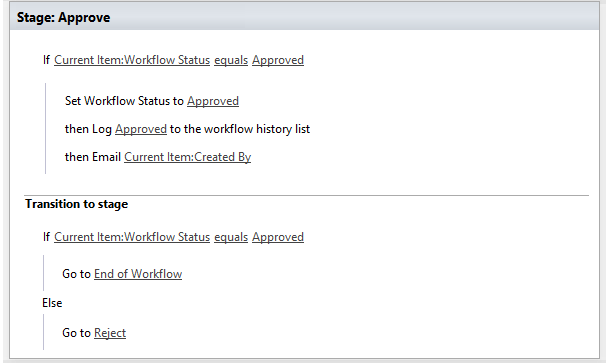 Stage: Approve
If Current Item:Workflow Status equals Approved
Set Workflow Status to Approved
then Log Approved to the workflow history list
then Email Current Item:Created By
Transition to stage
If Current Item:Workflow Status equals Approved
Go to End of Workflow
Else
Go to Reject